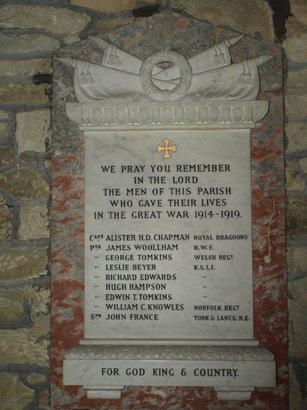 WE PRAY YOU REMEMBER
IN THE LORD
THE MEN OF THIS PARISH
WHO GAVE THEIR LIVES
IN THE GREAT WAR 1914-1919.
CAPT ALISTER H.D. CHAPMAN ROYAL DRAGOONS
PTE JAMES WOOLLHAM R.W.F.
" GEORGE TOMKINS WELSH REGT
" LESLIE BEYER K.S.L.I.
" RICHARD EDWARDS "
" HUGH HAMPSON "
" EDWIN T. TOMKINS "
" WILLIAM C. KNOWLES NORFOLK REGT
SPR JOHN FRANCE YORK & LANCS. R.E.
FOR GOD KING & COUNTRY.